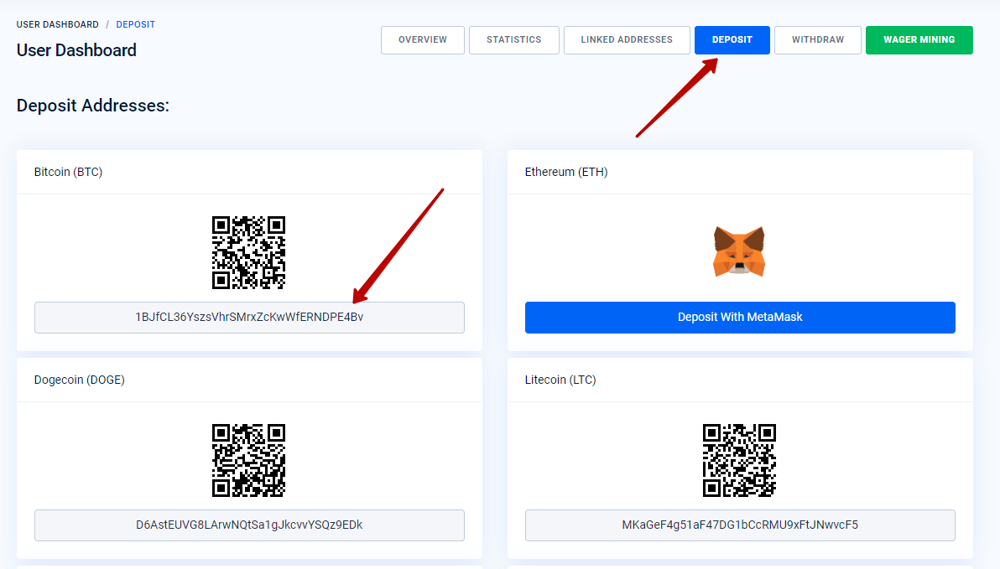 USER DASHBOARD / DEPOSIT
User Dashboard
OVERVIEW
STATISTICS
LINKED ADDRESSES
DEPOSIT
WITHDRAW
WAGER MINING
Deposit Addresses:
Bitcoin (BTC)
1BJfCL36YszsVhrSMrxZcKwWfERNDPE4Bv
Ethereum (ETH)
Deposit With MetaMask
Dogecoin (DOGE)
D6AstEUVG8LArwNQtSa1gJkcvvYSQz9EDk
Litecoin (LTC)
MKaGeF4g51aF47DG1bCcRMU9xFtJNwvcF5